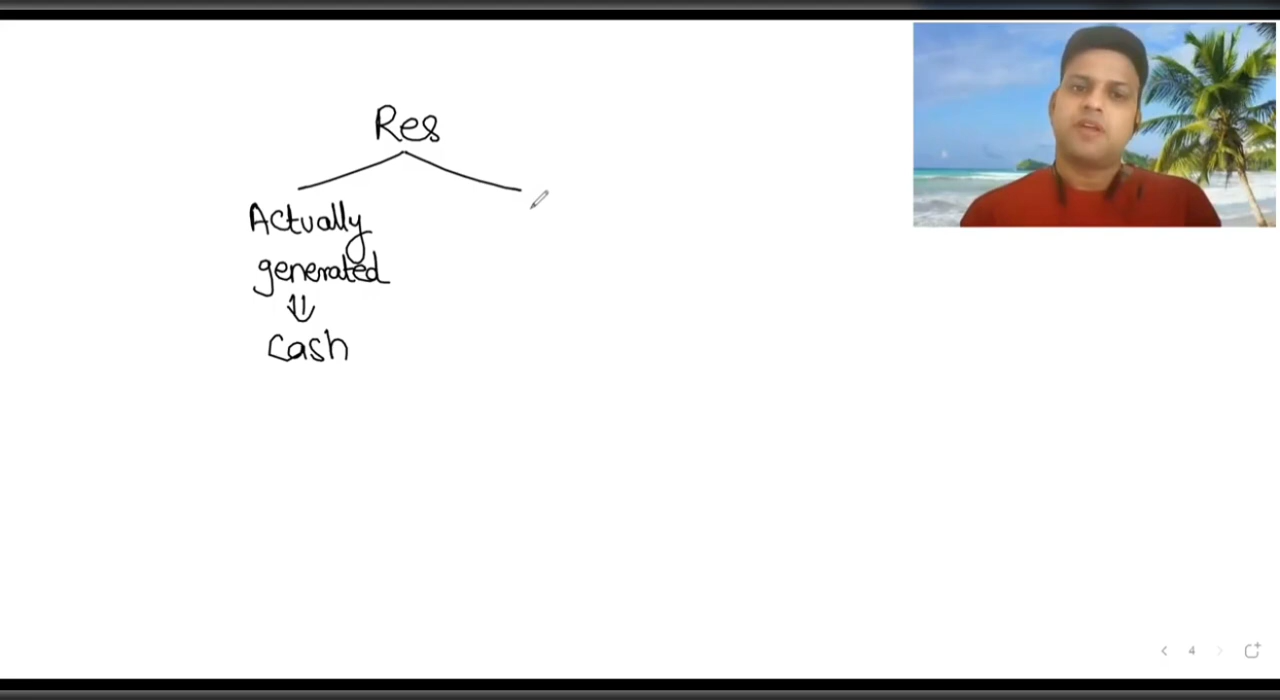 Res
Actually
generated
⇓
Cash
4